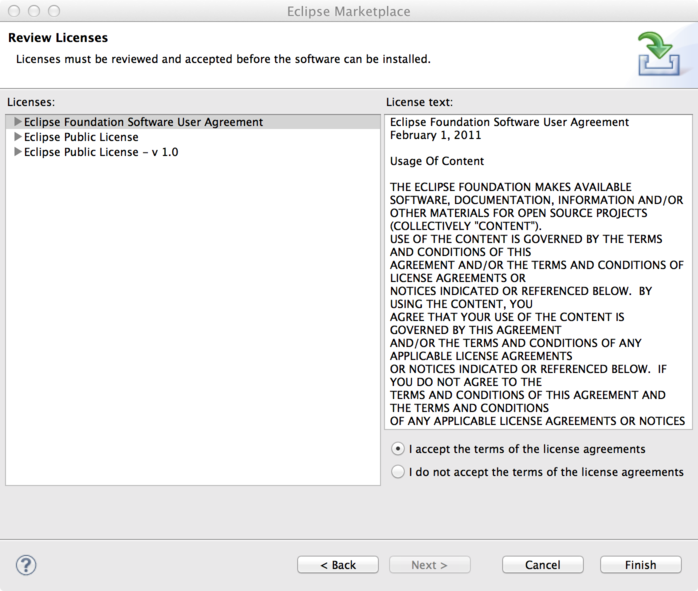 Eclipse Marketplace
Review Licenses
Licenses must be reviewed and accepted before the software can be installed.
Licenses:
Eclipse Foundation Software User Agreement
Eclipse Public License
Eclipse Public License – v 1.0
License text:
Eclipse Foundation Software User Agreement
February 1, 2011
Usage Of Content
THE ECLIPSE FOUNDATION MAKES AVAILABLE
SOFTWARE, DOCUMENTATION, INFORMATION AND/OR
OTHER MATERIALS FOR OPEN SOURCE PROJECTS
(COLLECTIVELY "CONTENT").
USE OF THE CONTENT IS GOVERNED BY THE TERMS
AND CONDITIONS OF THIS
AGREEMENT AND/OR THE TERMS AND CONDITIONS OF
LICENSE AGREEMENTS OR
NOTICES INDICATED OR REFERENCED BELOW.  BY
USING THE CONTENT, YOU
AGREE THAT YOUR USE OF THE CONTENT IS
GOVERNED BY THIS AGREEMENT
AND/OR THE TERMS AND CONDITIONS OF ANY
APPLICABLE LICENSE AGREEMENTS
OR NOTICES INDICATED OR REFERENCED BELOW.  IF
YOU DO NOT AGREE TO THE
TERMS AND CONDITIONS OF THIS AGREEMENT AND
THE TERMS AND CONDITIONS
OF ANY APPLICABLE LICENSE AGREEMENTS OR NOTICES
I accept the terms of the license agreements
I do not accept the terms of the license agreements
?
< Back
Next >
Cancel
Finish